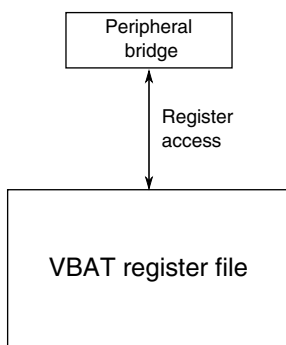 Peripheral
bridge
Register
access
VBAT register file